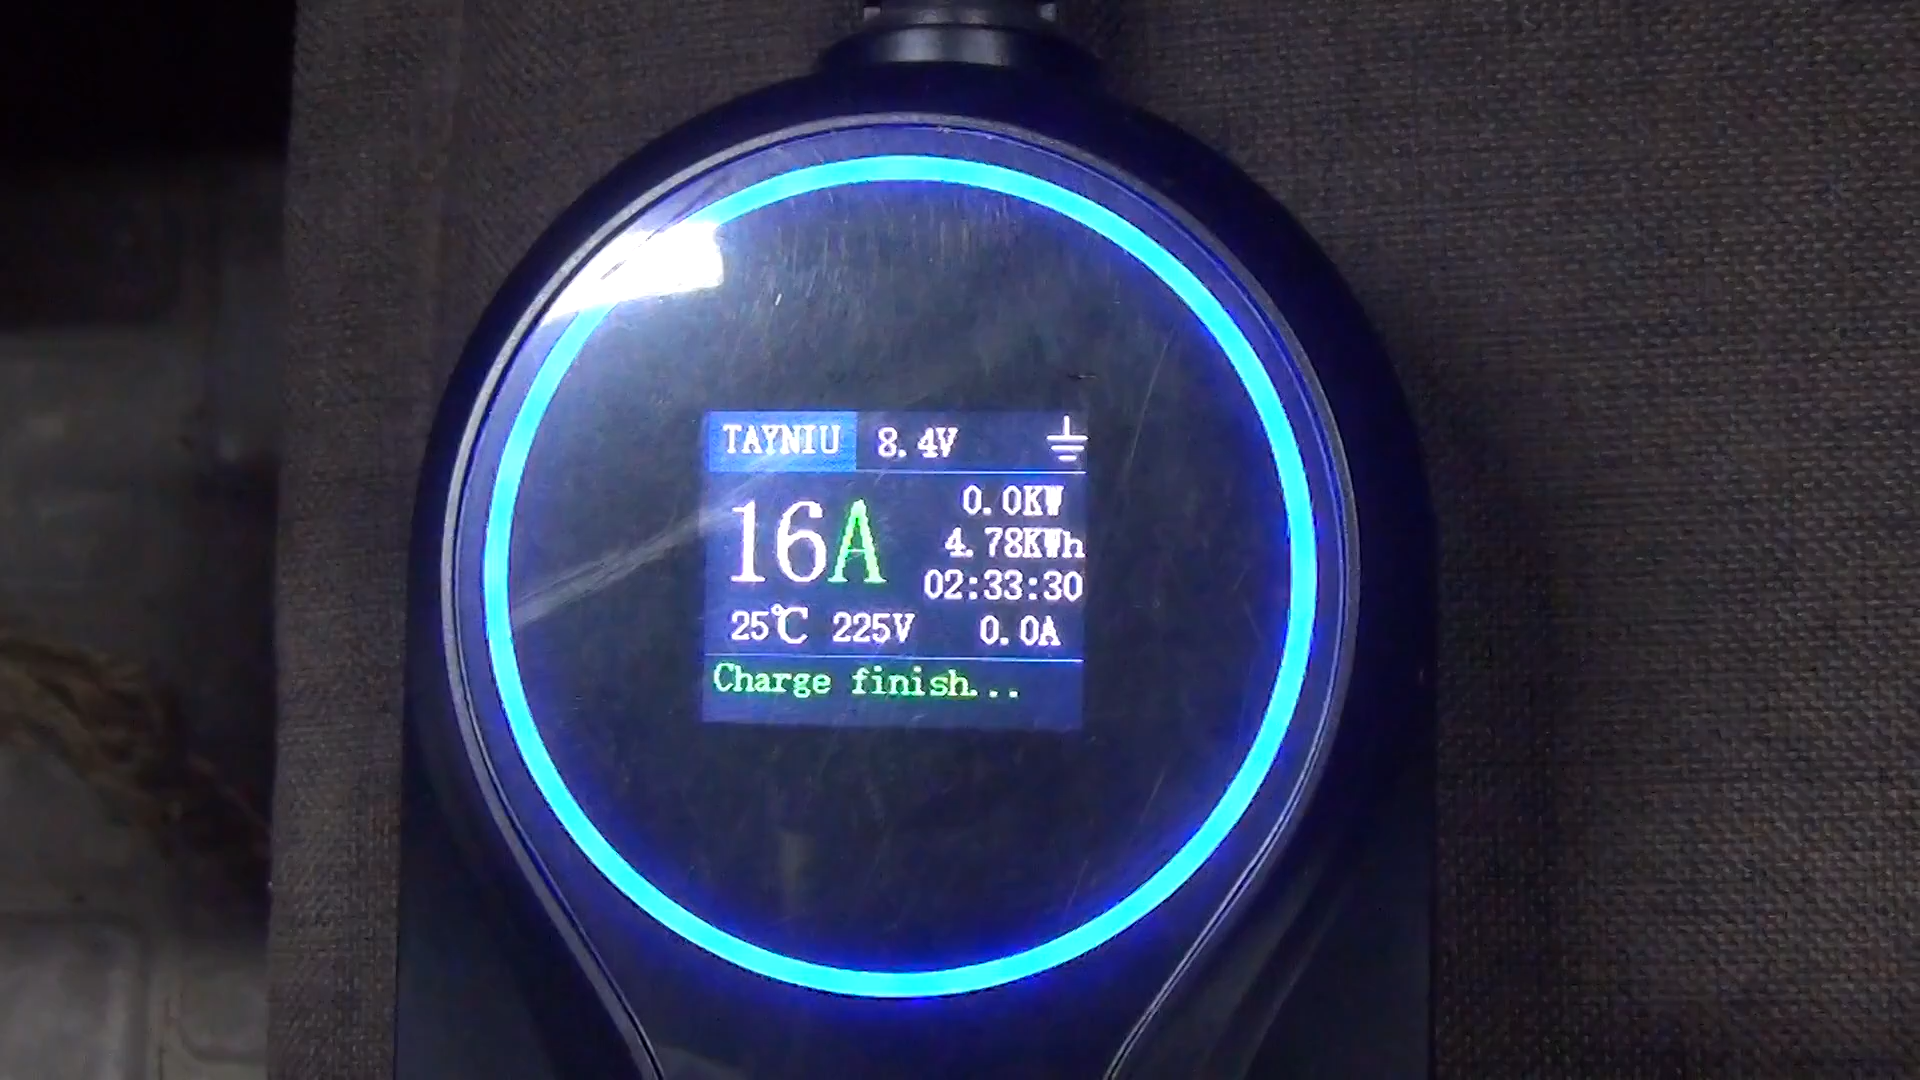 TAYNIU 8.4V
16A
0.0KW
4.78KWh
02:33:30
25℃ 225V 0.0A
Charge finish...